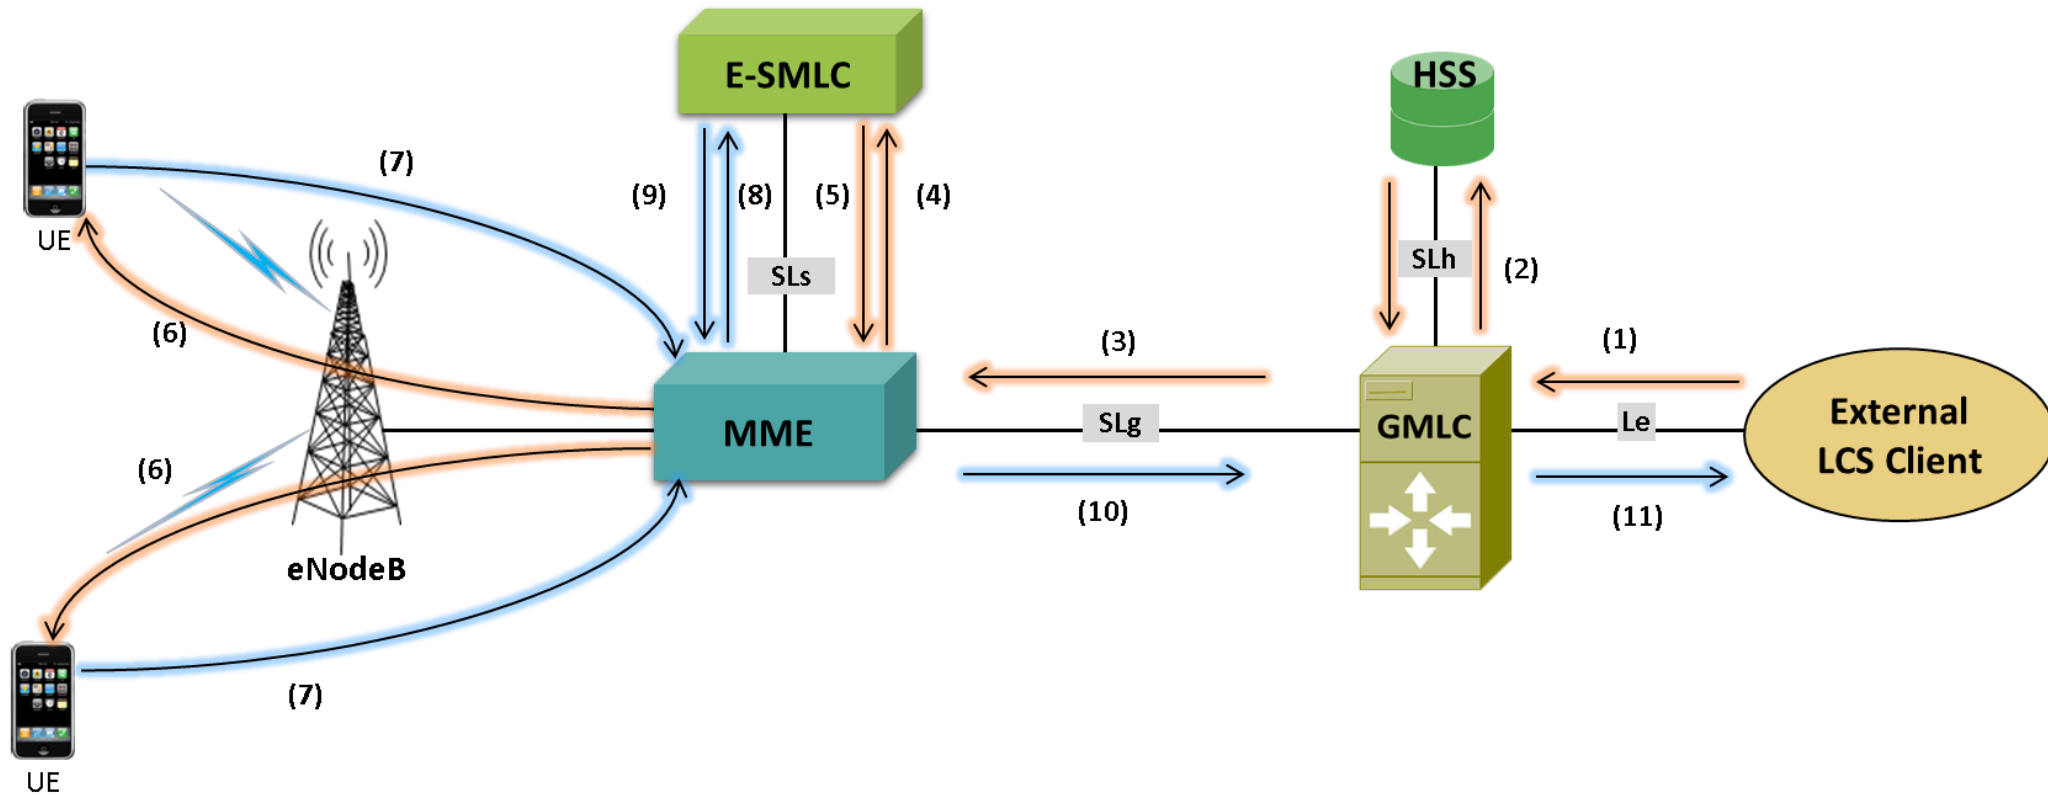 E-SMLC
HSS
(7)
(9)
(8)
(5)
(4)
UE
SLh
(2)
SLs
(6)
(3)
(1)
External
LCS Client
MME
SLg
GMLC
Le
(6)
(10)
(11)
eNodeB
(7)
UE